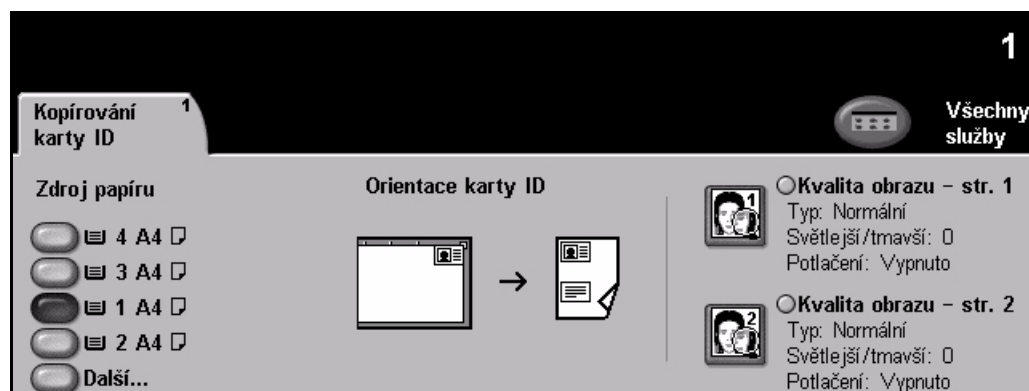 1
Kopírování 1
karty ID
Všechny
služby
Zdroj papíru
4 A4
3 A4
1 A4
2 A4
Další...
Orientace karty ID
1
Kvalita obrazu – str. 1
Typ: Normální
Světlejší/tmavší: 0
Potlačení: Vypnuto
2
Kvalita obrazu – str. 2
Typ: Normální
Světlejší/tmavší: 0
Potlačení: Vypnuto